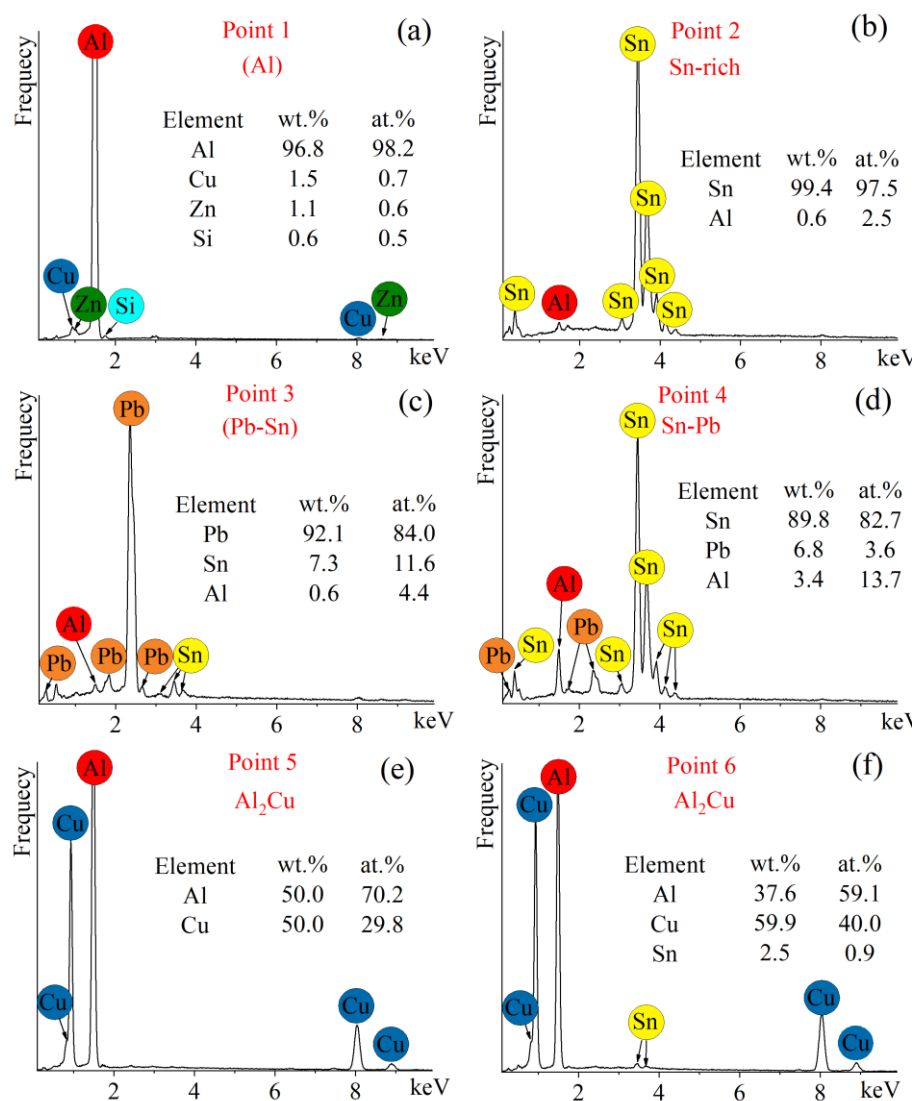 Point 1
(a)
(Al)
Al
Frequecy
Element wt.% at.%
Al 96.8 98.2
Cu 1.5 0.7
Zn 1.1 0.6
Si 0.6 0.5
Cu
Zn
Si
Cu
Zn
2 4 6 8
keV
Point 2
(b)
Sn-rich
Sn
Frequecy
Element wt.% at.%
Sn 99.4 97.5
Al 0.6 2.5
Sn
Sn
Al
Sn
Sn
Sn
2 4 6 8
keV
Point 3
(c)
(Pb-Sn)
Pb
Frequecy
Element wt.% at.%
Pb 92.1 84.0
Sn 7.3 11.6
Al 0.6 4.4
Al
Pb
Pb
Pb
Sn
2 4 6 8
keV
Point 4
(d)
Sn-Pb
Sn
Frequecy
Element wt.% at.%
Sn 89.8 82.7
Pb 6.8 3.6
Al 3.4 13.7
Sn
Al
Pb
Sn
Pb
Sn
Sn
2 4 6 8
keV
Point 5
(e)
Al₂Cu
Al
Frequecy
Cu
Element wt.% at.%
Al 50.0 70.2
Cu 50.0 29.8
Cu
Cu
Cu
2 4 6 8
keV
Point 6
(f)
Al₂Cu
Al
Frequecy
Cu
Element wt.% at.%
Al 37.6 59.1
Cu 59.9 40.0
Sn 2.5 0.9
Cu
Sn
Cu
Cu
2 4 6 8
keV